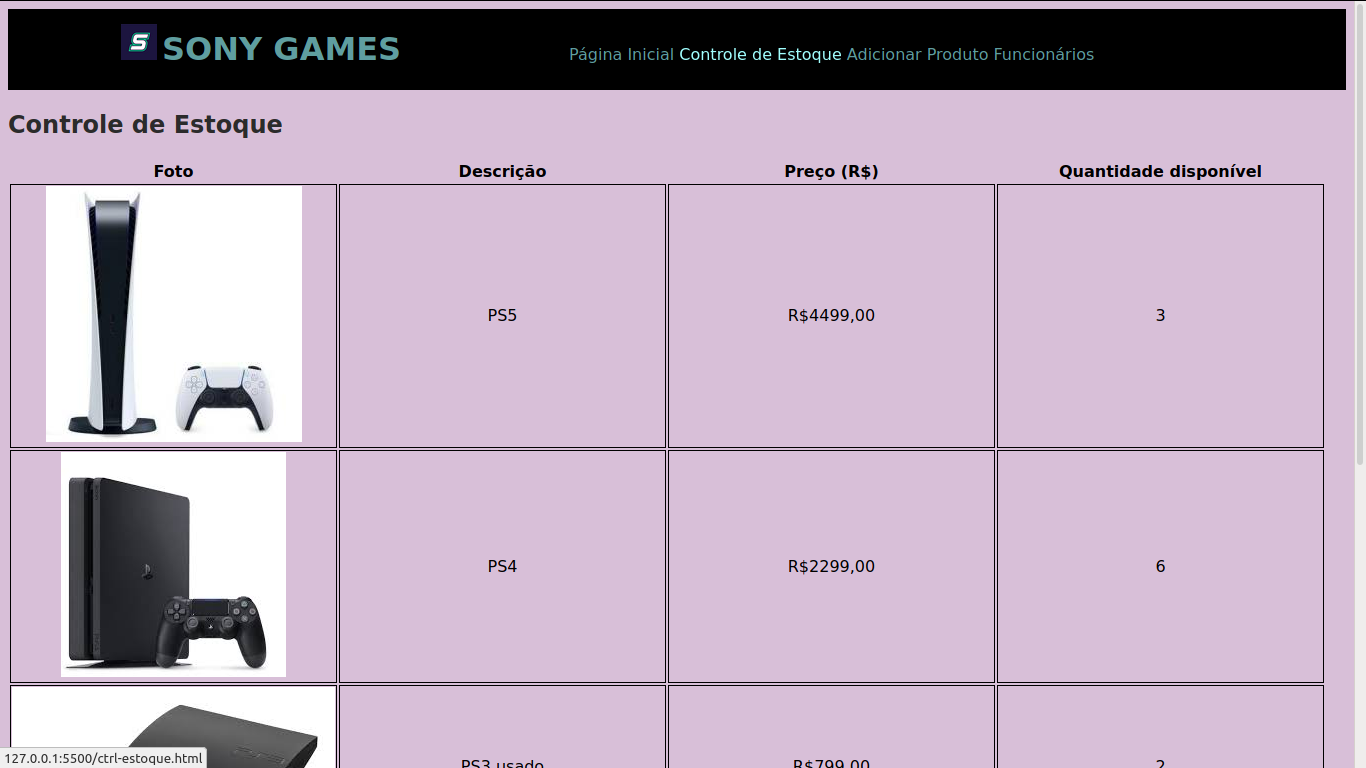 S SONY GAMES
Página Inicial Controle de Estoque Adicionar Produto Funcionários
Controle de Estoque
Foto Descrição Preço (R$) Quantidade disponível
PS5 R$4499,00 3
PS4 R$2299,00 6
PS3 usado R$799,00 2
127.0.0.1:5500/ctrl-estoque.html